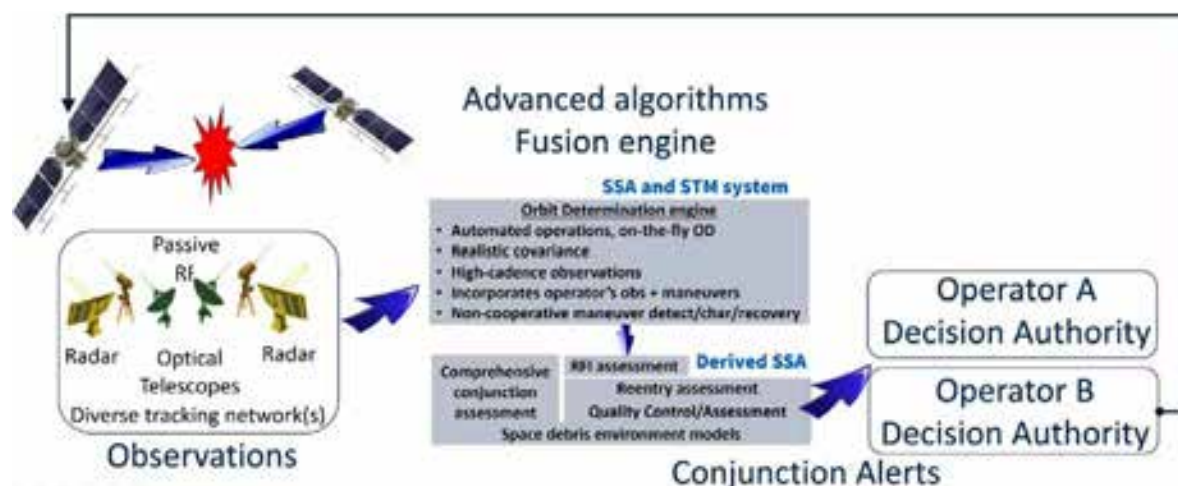 Advanced algorithms
Fusion engine
SSA and STM system
Orbit Determination engine
• Automated operations, on-the-fly OD
• Realistic covariance
• High-cadence observations
• Incorporates operator's obs + maneuvers
• Non-cooperative maneuver detect/char/recovery
Passive
RF
Radar
Optical
Telescopes
Radar
Diverse tracking network(s)
Observations
Derived SSA
Comprehensive
conjunction
assessment
RFI assessment
Reentry assessment
Quality Control/Assessment
Space debris environment models
Conjunction Alerts
Operator A
Decision Authority
Operator B
Decision Authority